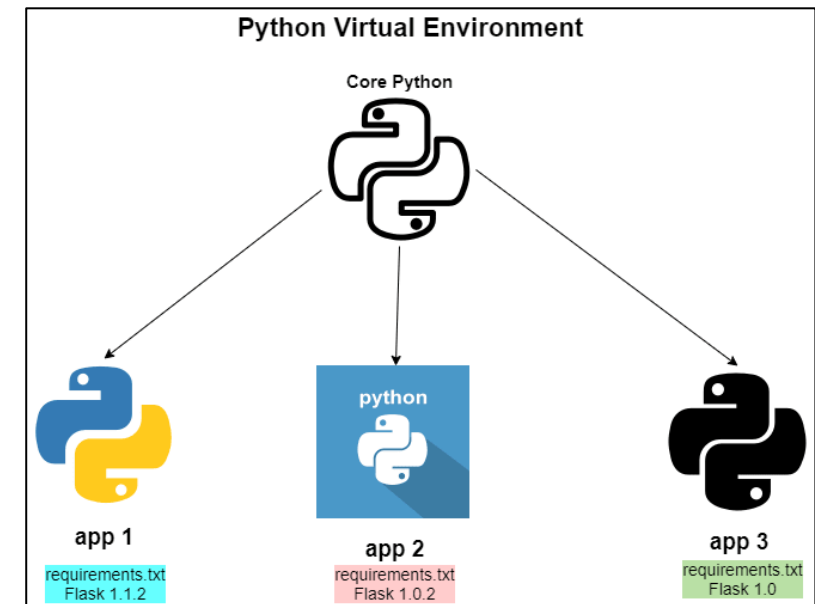 Python Virtual Environment
Core Python
python
app 1
requirements.txt
Flask 1.1.2
app 2
requirements.txt
Flask 1.0.2
app 3
requirements.txt
Flask 1.0